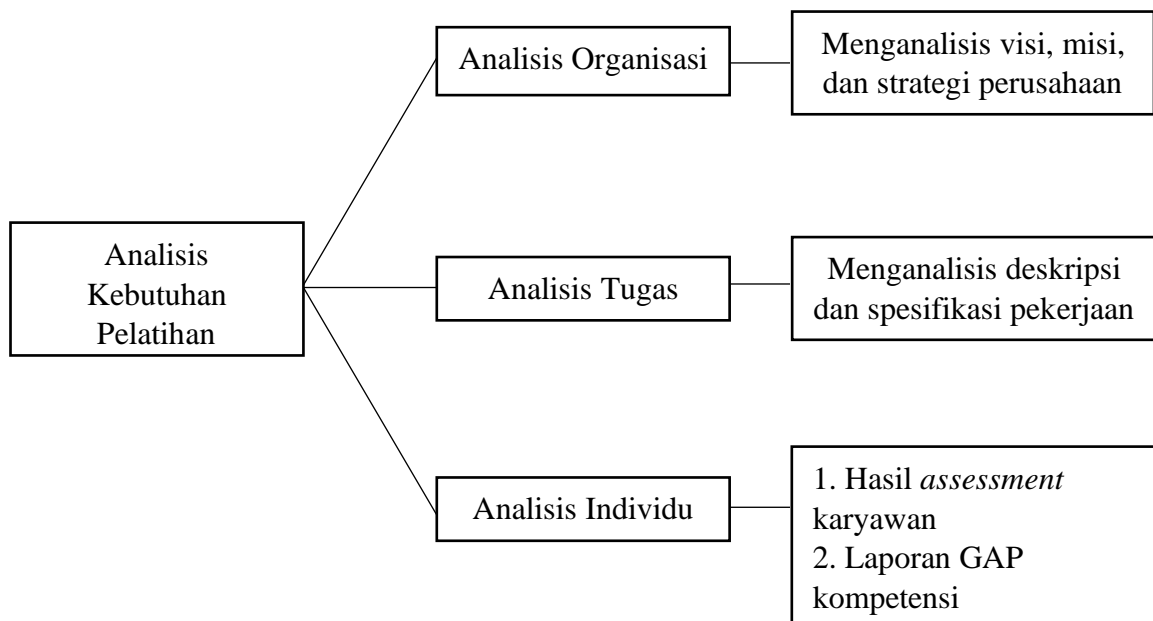 Analisis Organisasi
Menganalisis visi, misi,
dan strategi perusahaan
Analisis
Kebutuhan
Pelatihan
Analisis Tugas
Menganalisis deskripsi
dan spesifikasi pekerjaan
Analisis Individu
1. Hasil assessment
karyawan
2. Laporan GAP
kompetensi